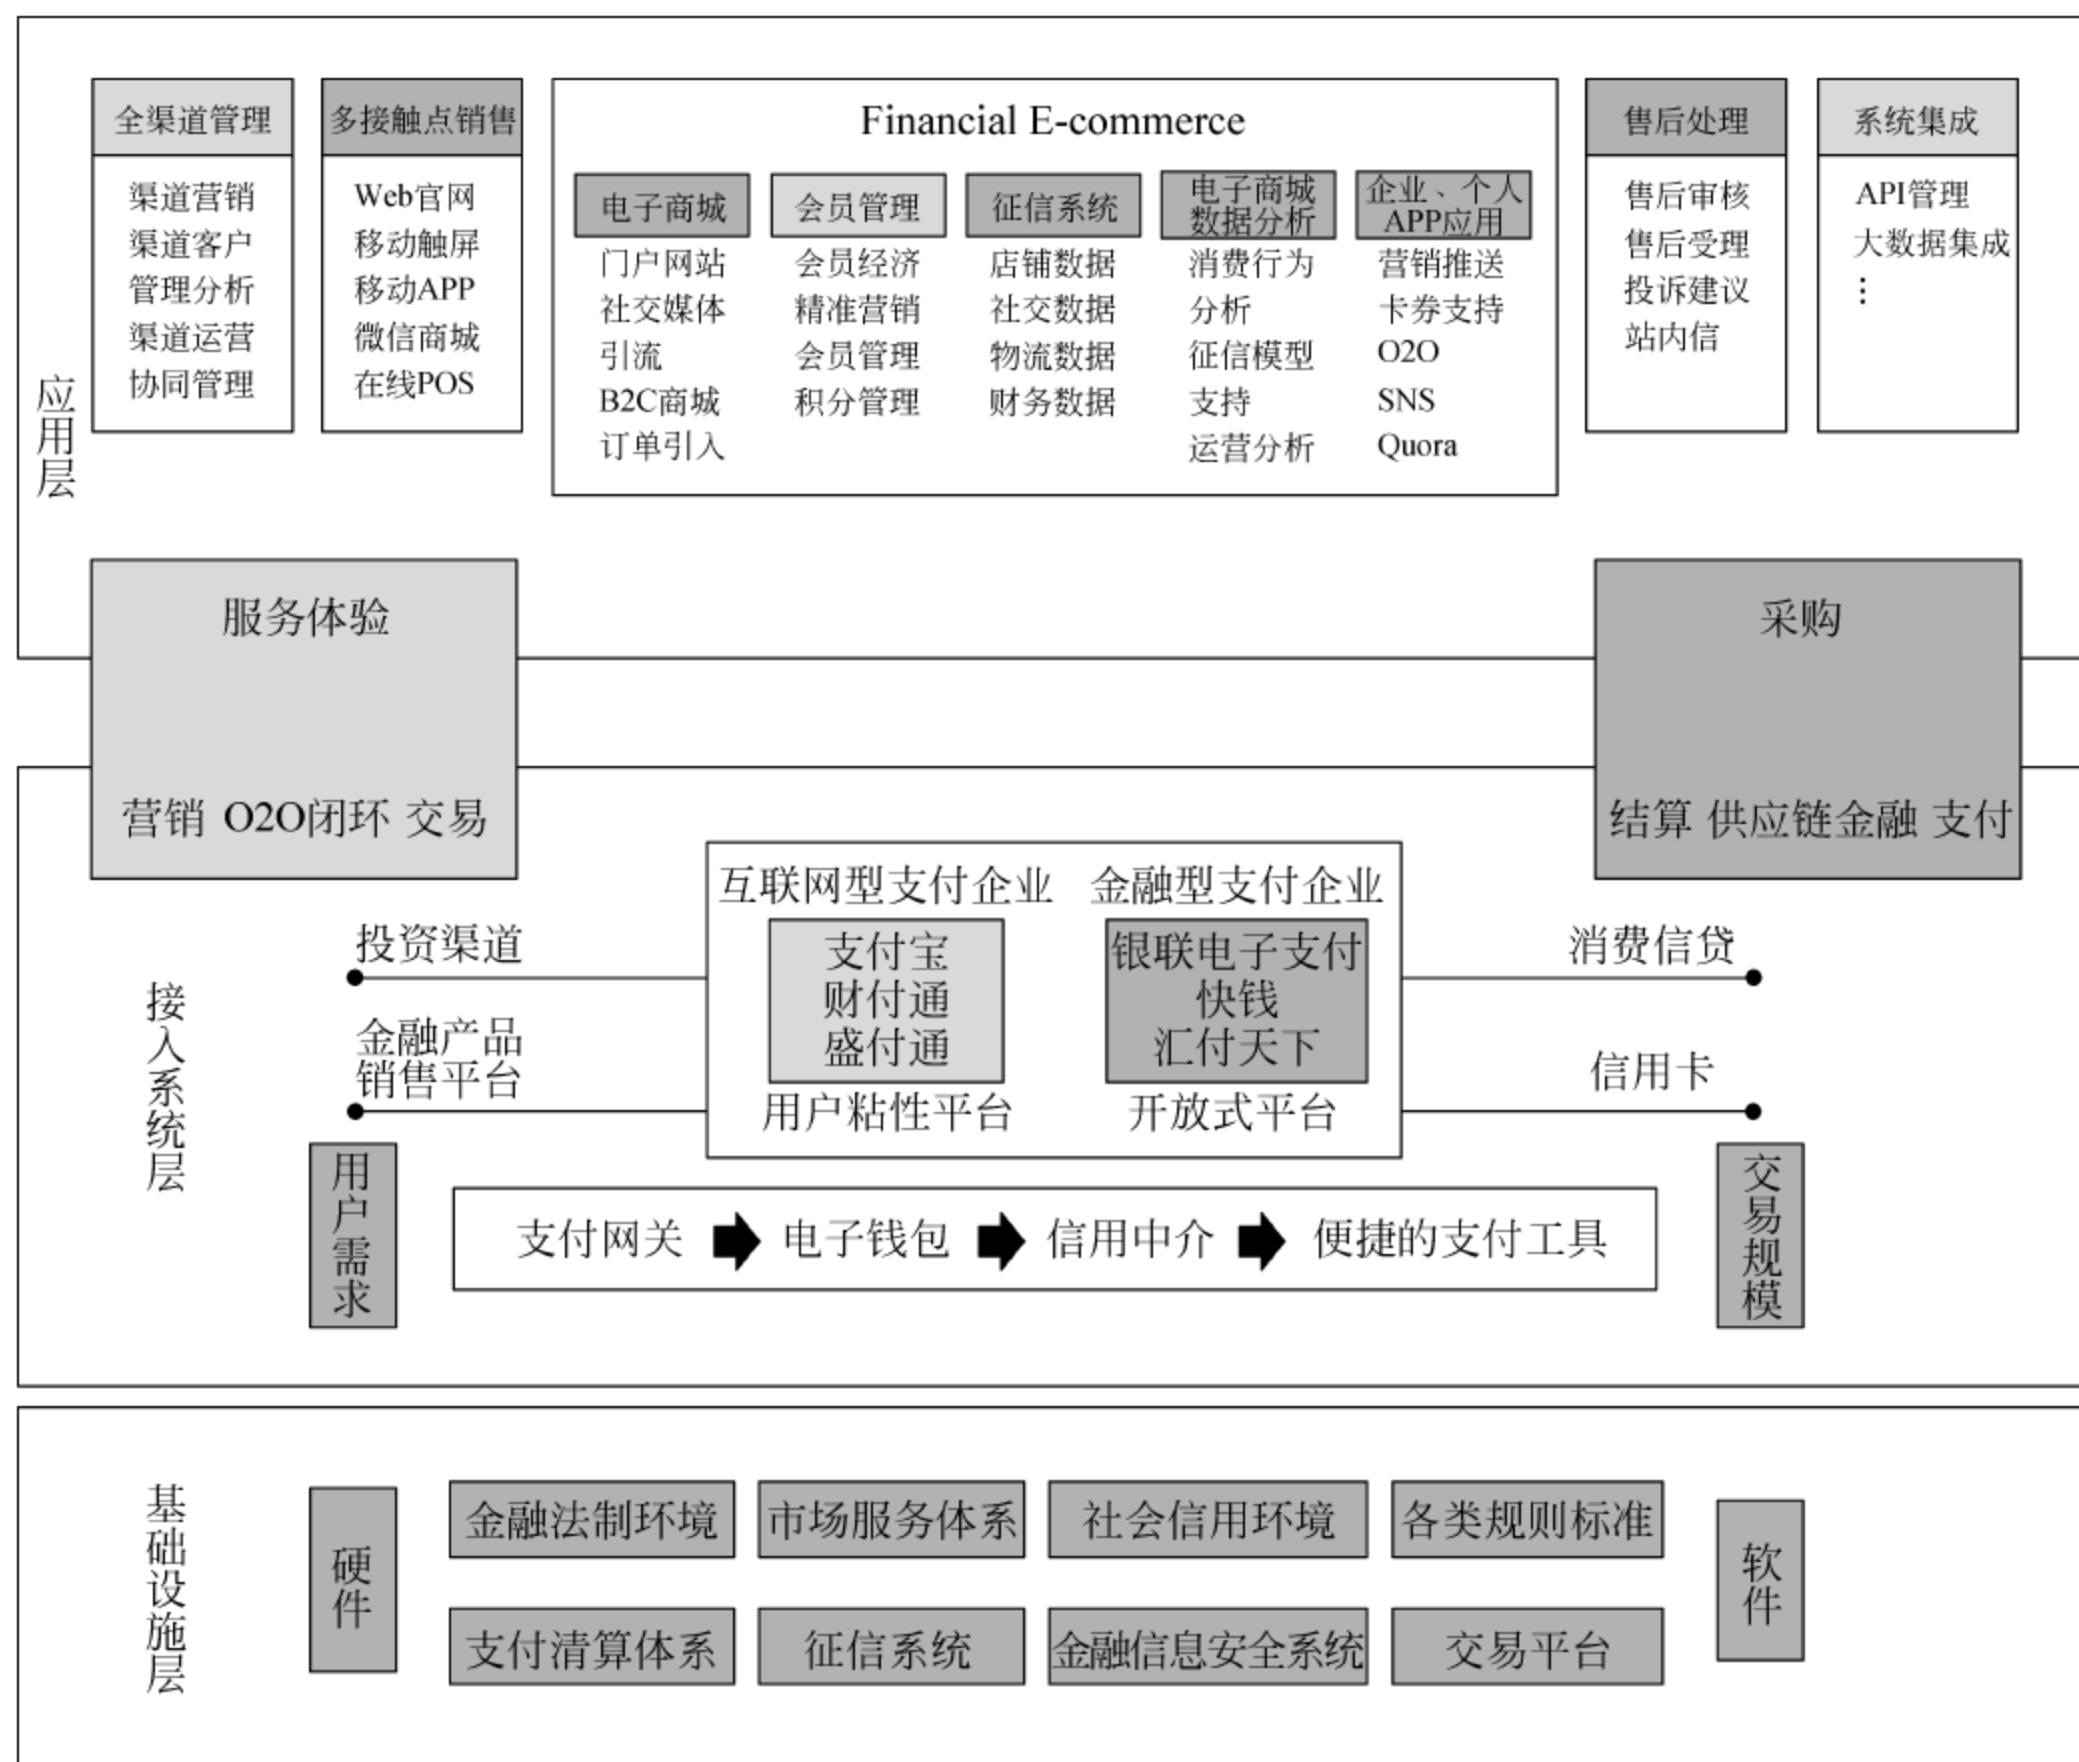 应用层
全渠道管理
渠道营销
渠道客户
管理分析
渠道运营
协同管理
多接触点销售
Web官网
移动触屏
移动APP
微信商城
在线POS
Financial E-commerce
电子商城
门户网站
社交媒体
引流
B2C商城
订单引入
会员管理
会员经济
精准营销
会员管理
积分管理
征信系统
店铺数据
社交数据
物流数据
财务数据
电子商城
数据分析
消费行为
分析
征信模型
支持
运营分析
企业、个人
APP应用
营销推送
卡券支持
O2O
SNS
Quora
售后处理
售后审核
售后受理
投诉建议
站内信
系统集成
API管理
大数据集成
⋮
服务体验
营销 O2O闭环 交易
采购
结算 供应链金融 支付
接入系统层
投资渠道
金融产品
销售平台
用户需求
互联网型支付企业
支付宝
财付通
盛付通
用户粘性平台
金融型支付企业
银联电子支付
快钱
汇付天下
开放式平台
消费信贷
信用卡
交易规模
支付网关 电子钱包 信用中介 便捷的支付工具
基础设施层
硬件
金融法制环境 市场服务体系 社会信用环境 各类规则标准
支付清算体系 征信系统 金融信息安全系统 交易平台
软件